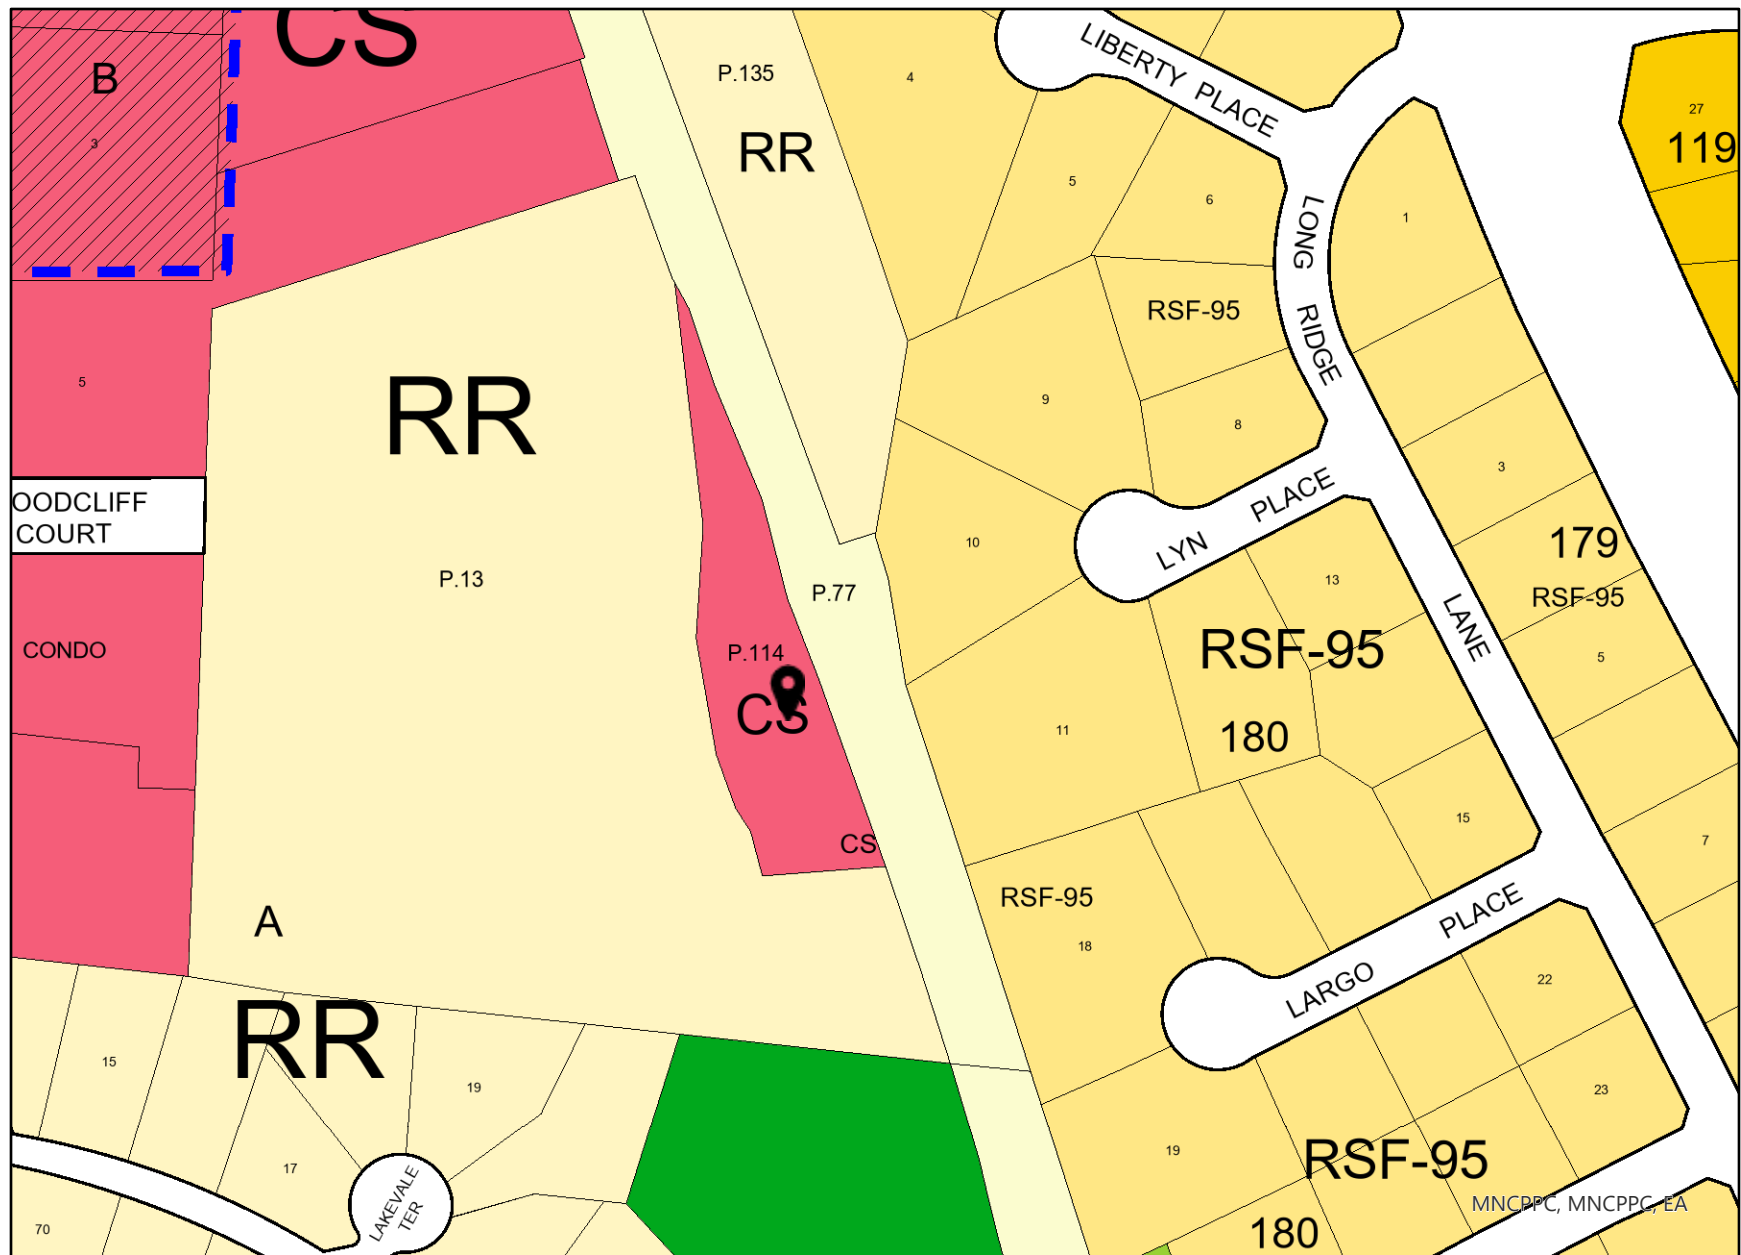 CS
B
3
P.135
RR
4
LIBERTY PLACE
27
119
5
6
1
LONG RIDGE LANE
RSF-95
5
RR
9
8
3
OODCLIFF
COURT
LYN PLACE
10
179
P.13
P.77
13
RSF-95
RSF-95
CONDO
P.114
5
CS
11
180
15
7
CS
RSF-95
PLACE
A
18
LARGO
22
RR
15
19
23
17
19
RSF-95
LAKEVALE
TER
MNCPPC, MNCPPC, EA
70
180